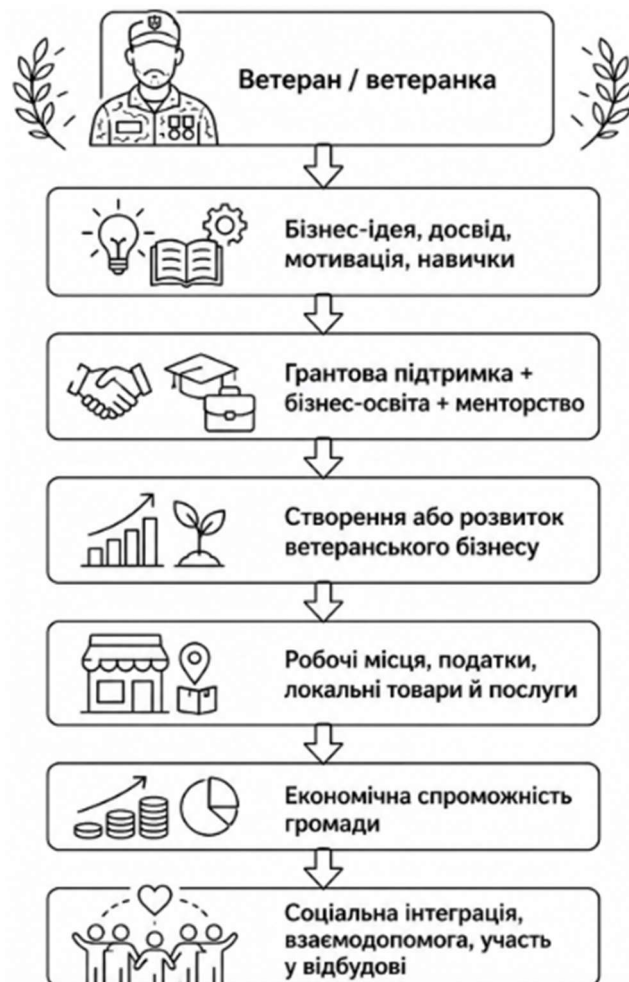 Ветеран / ветеранка
Бізнес-ідея, досвід,
мотивація, навички
Грантова підтримка +
бізнес-освіта + менторство
Створення або розвиток
ветеранського бізнесу
Робочі місця, податки,
локальні товари й послуги
Економічна спроможність
громади
Соціальна інтеграція,
взаємодопомога, участь
у відбудові